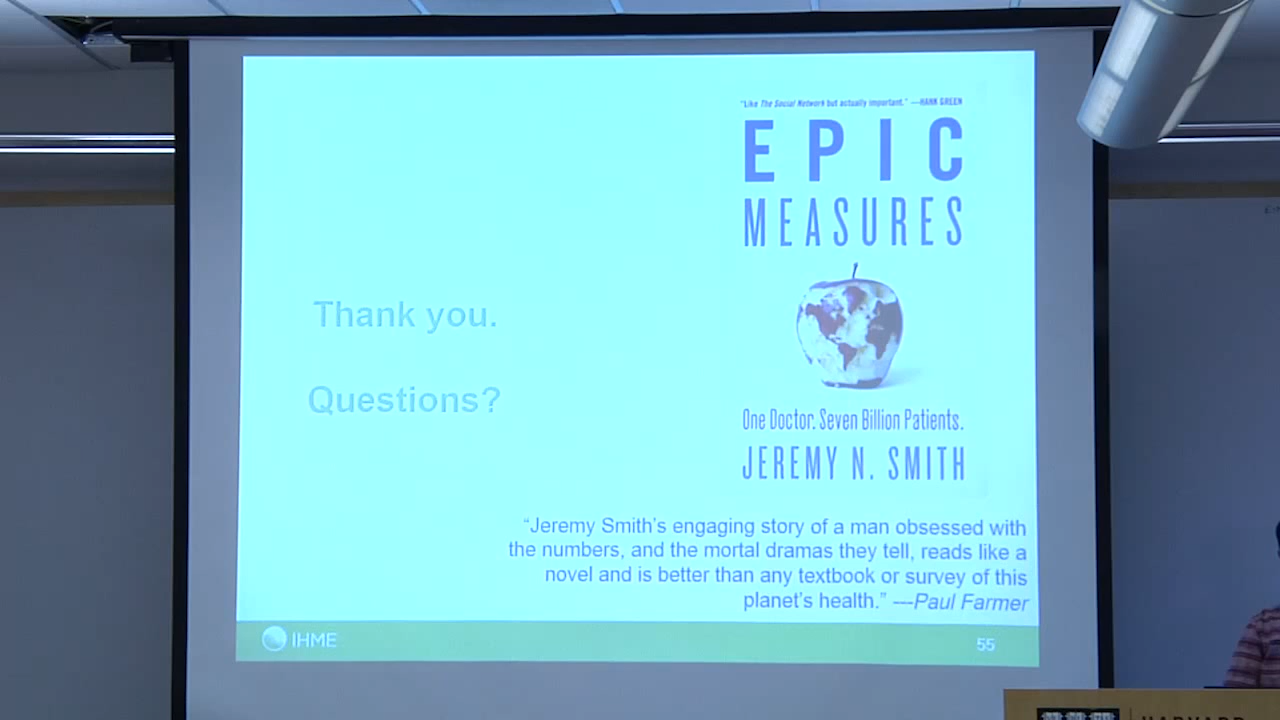 "Like The Social Network but actually important." —HANK GREEN
EPIC
MEASURES
Thank you.
Questions?
One Doctor. Seven Billion Patients.
JEREMY N. SMITH
“Jeremy Smith’s engaging story of a man obsessed with
the numbers, and the mortal dramas they tell, reads like a
novel and is better than any textbook or survey of this
planet’s health.” —Paul Farmer
IHME
55
HARVARD